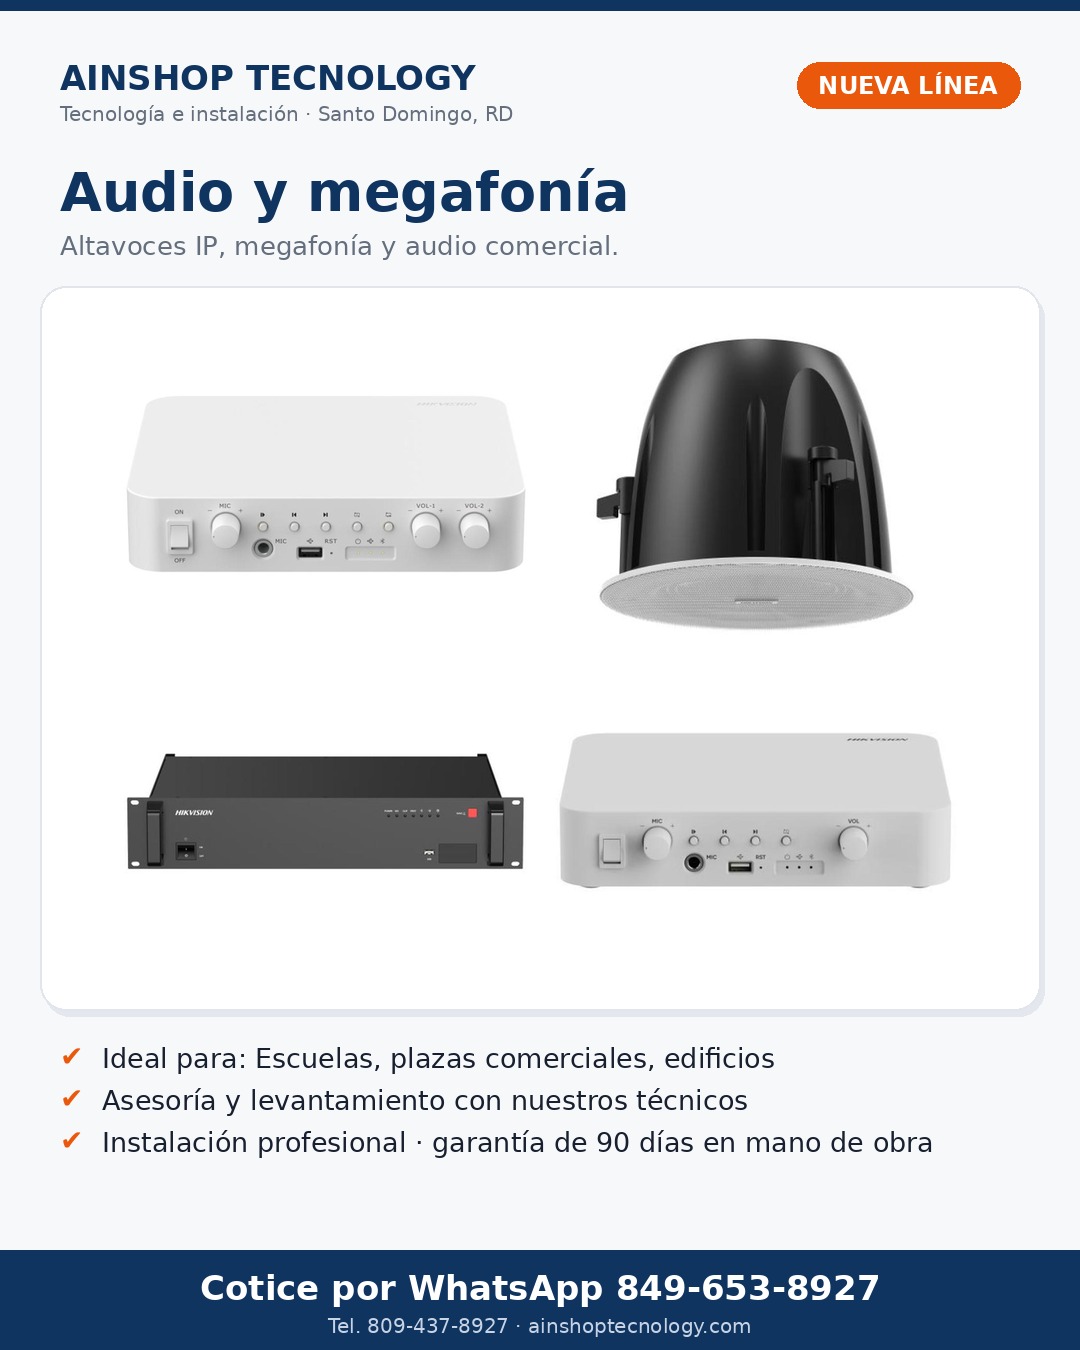 AINSHOP TECNOLOGY
NUEVA LÍNEA
Tecnología e instalación · Santo Domingo, RD
Audio y megafonía
Altavoces IP, megafonía y audio comercial.
HIKVISION
ON
OFF
MIC
MIC
RST
VOL-1
VOL-2
HIKVISION
HIKVISION
MIC
MIC
RST
VOL
✔ Ideal para: Escuelas, plazas comerciales, edificios
✔ Asesoría y levantamiento con nuestros técnicos
✔ Instalación profesional · garantía de 90 días en mano de obra
Cotice por WhatsApp 849-653-8927
Tel. 809-437-8927 · ainshoptecnology.com